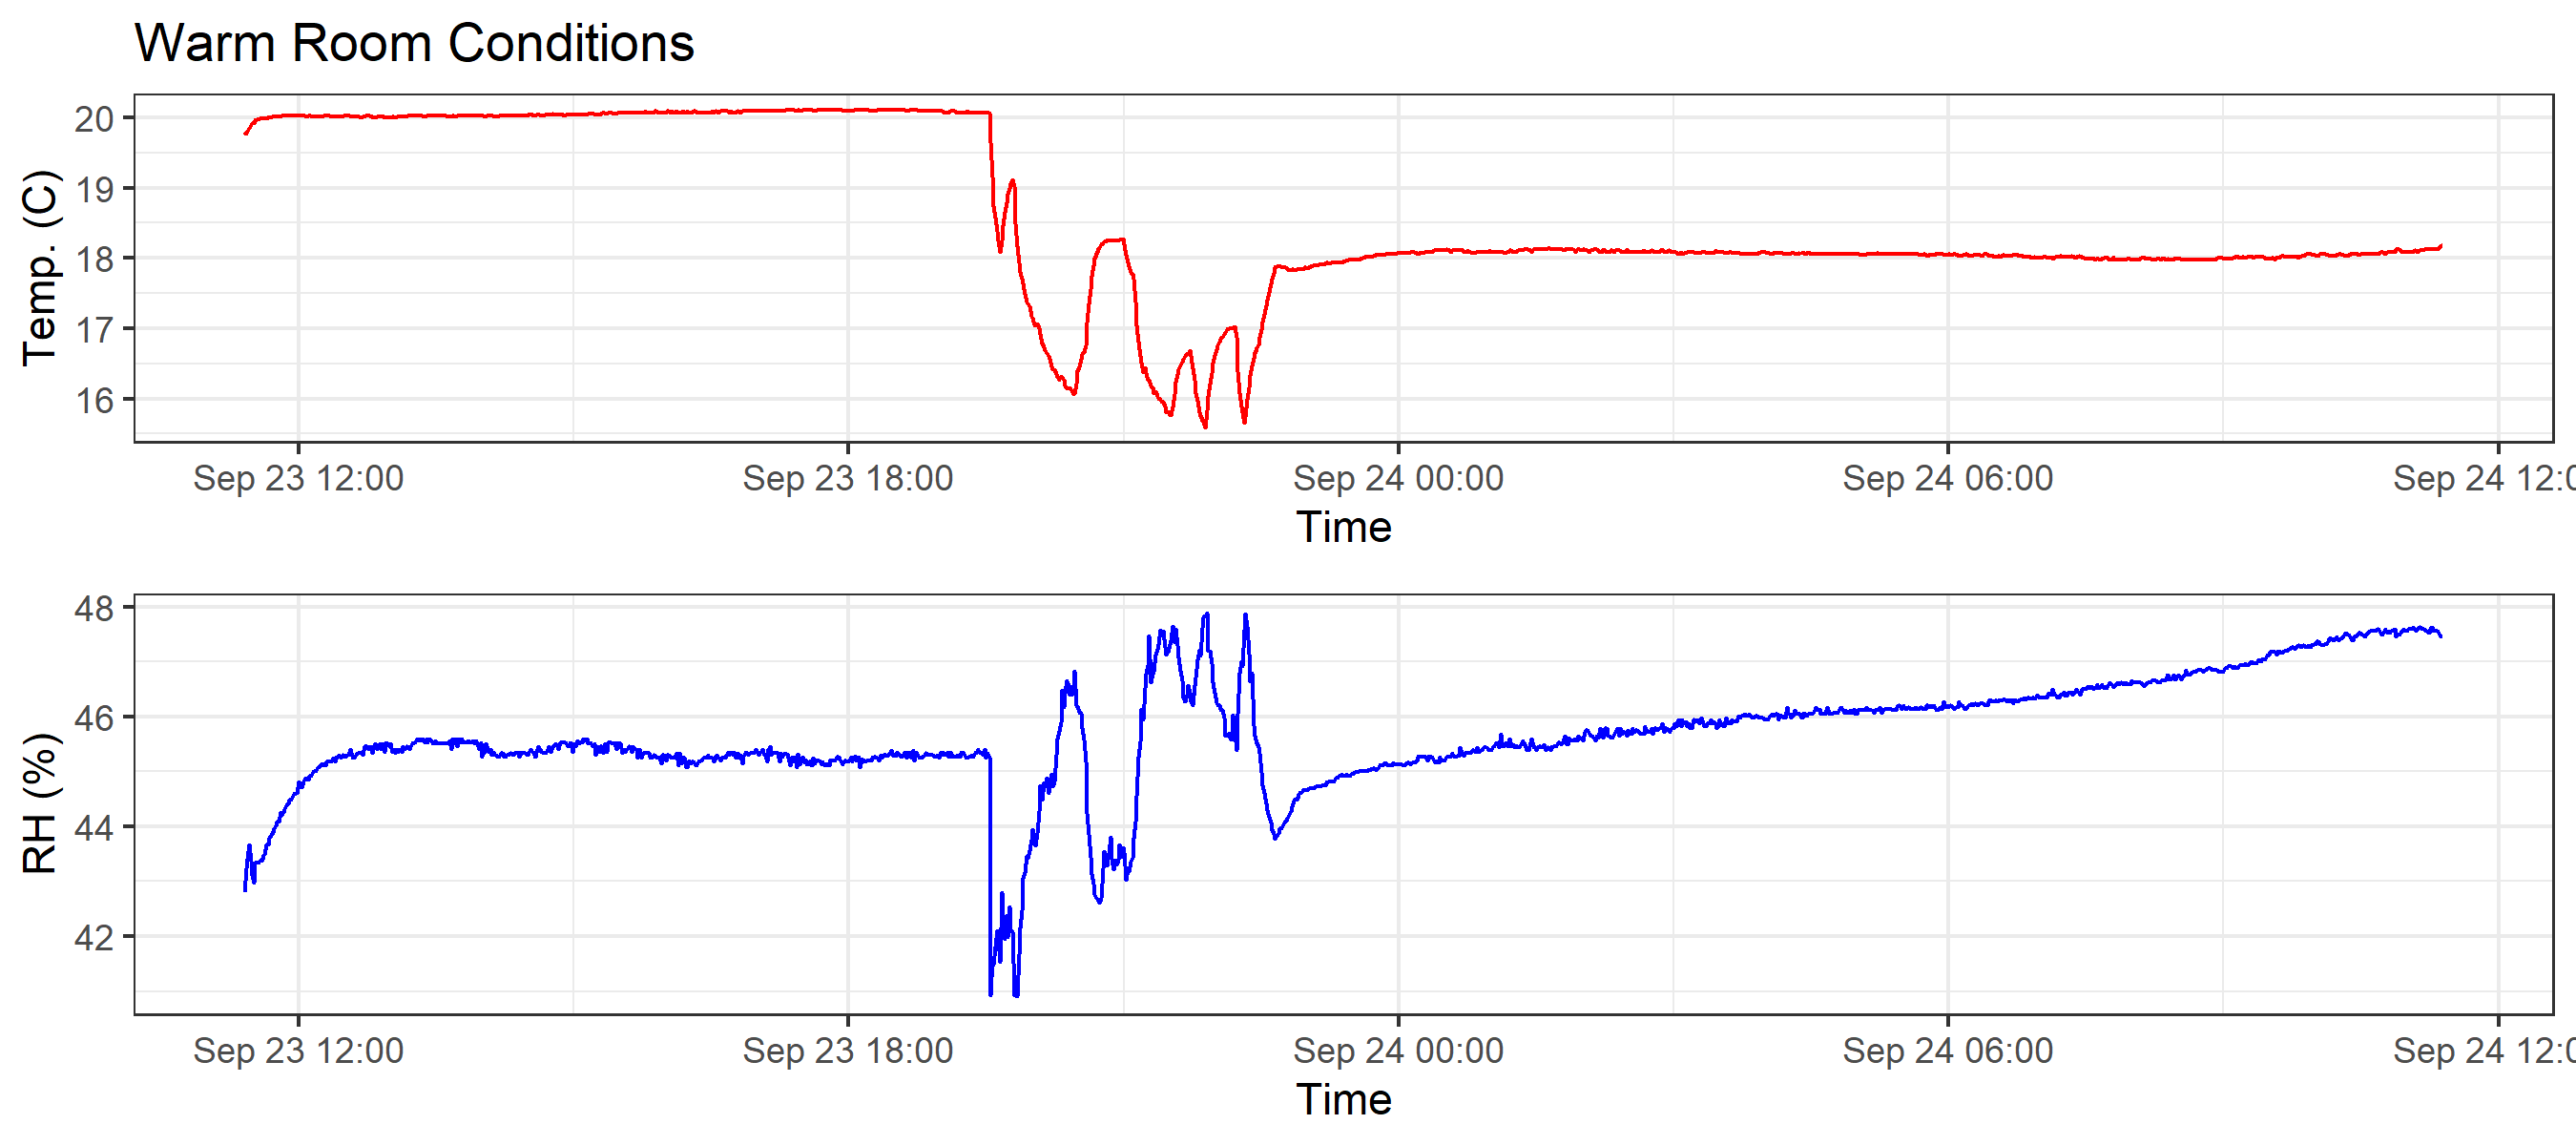 Warm Room Conditions
Temp. (C)
20
19
18
17
16
Sep 23 12:00
Sep 23 18:00
Sep 24 00:00
Sep 24 06:00
Sep 24 12:0
Time
RH (%)
48
46
44
42
Sep 23 12:00
Sep 23 18:00
Sep 24 00:00
Sep 24 06:00
Sep 24 12:0
Time